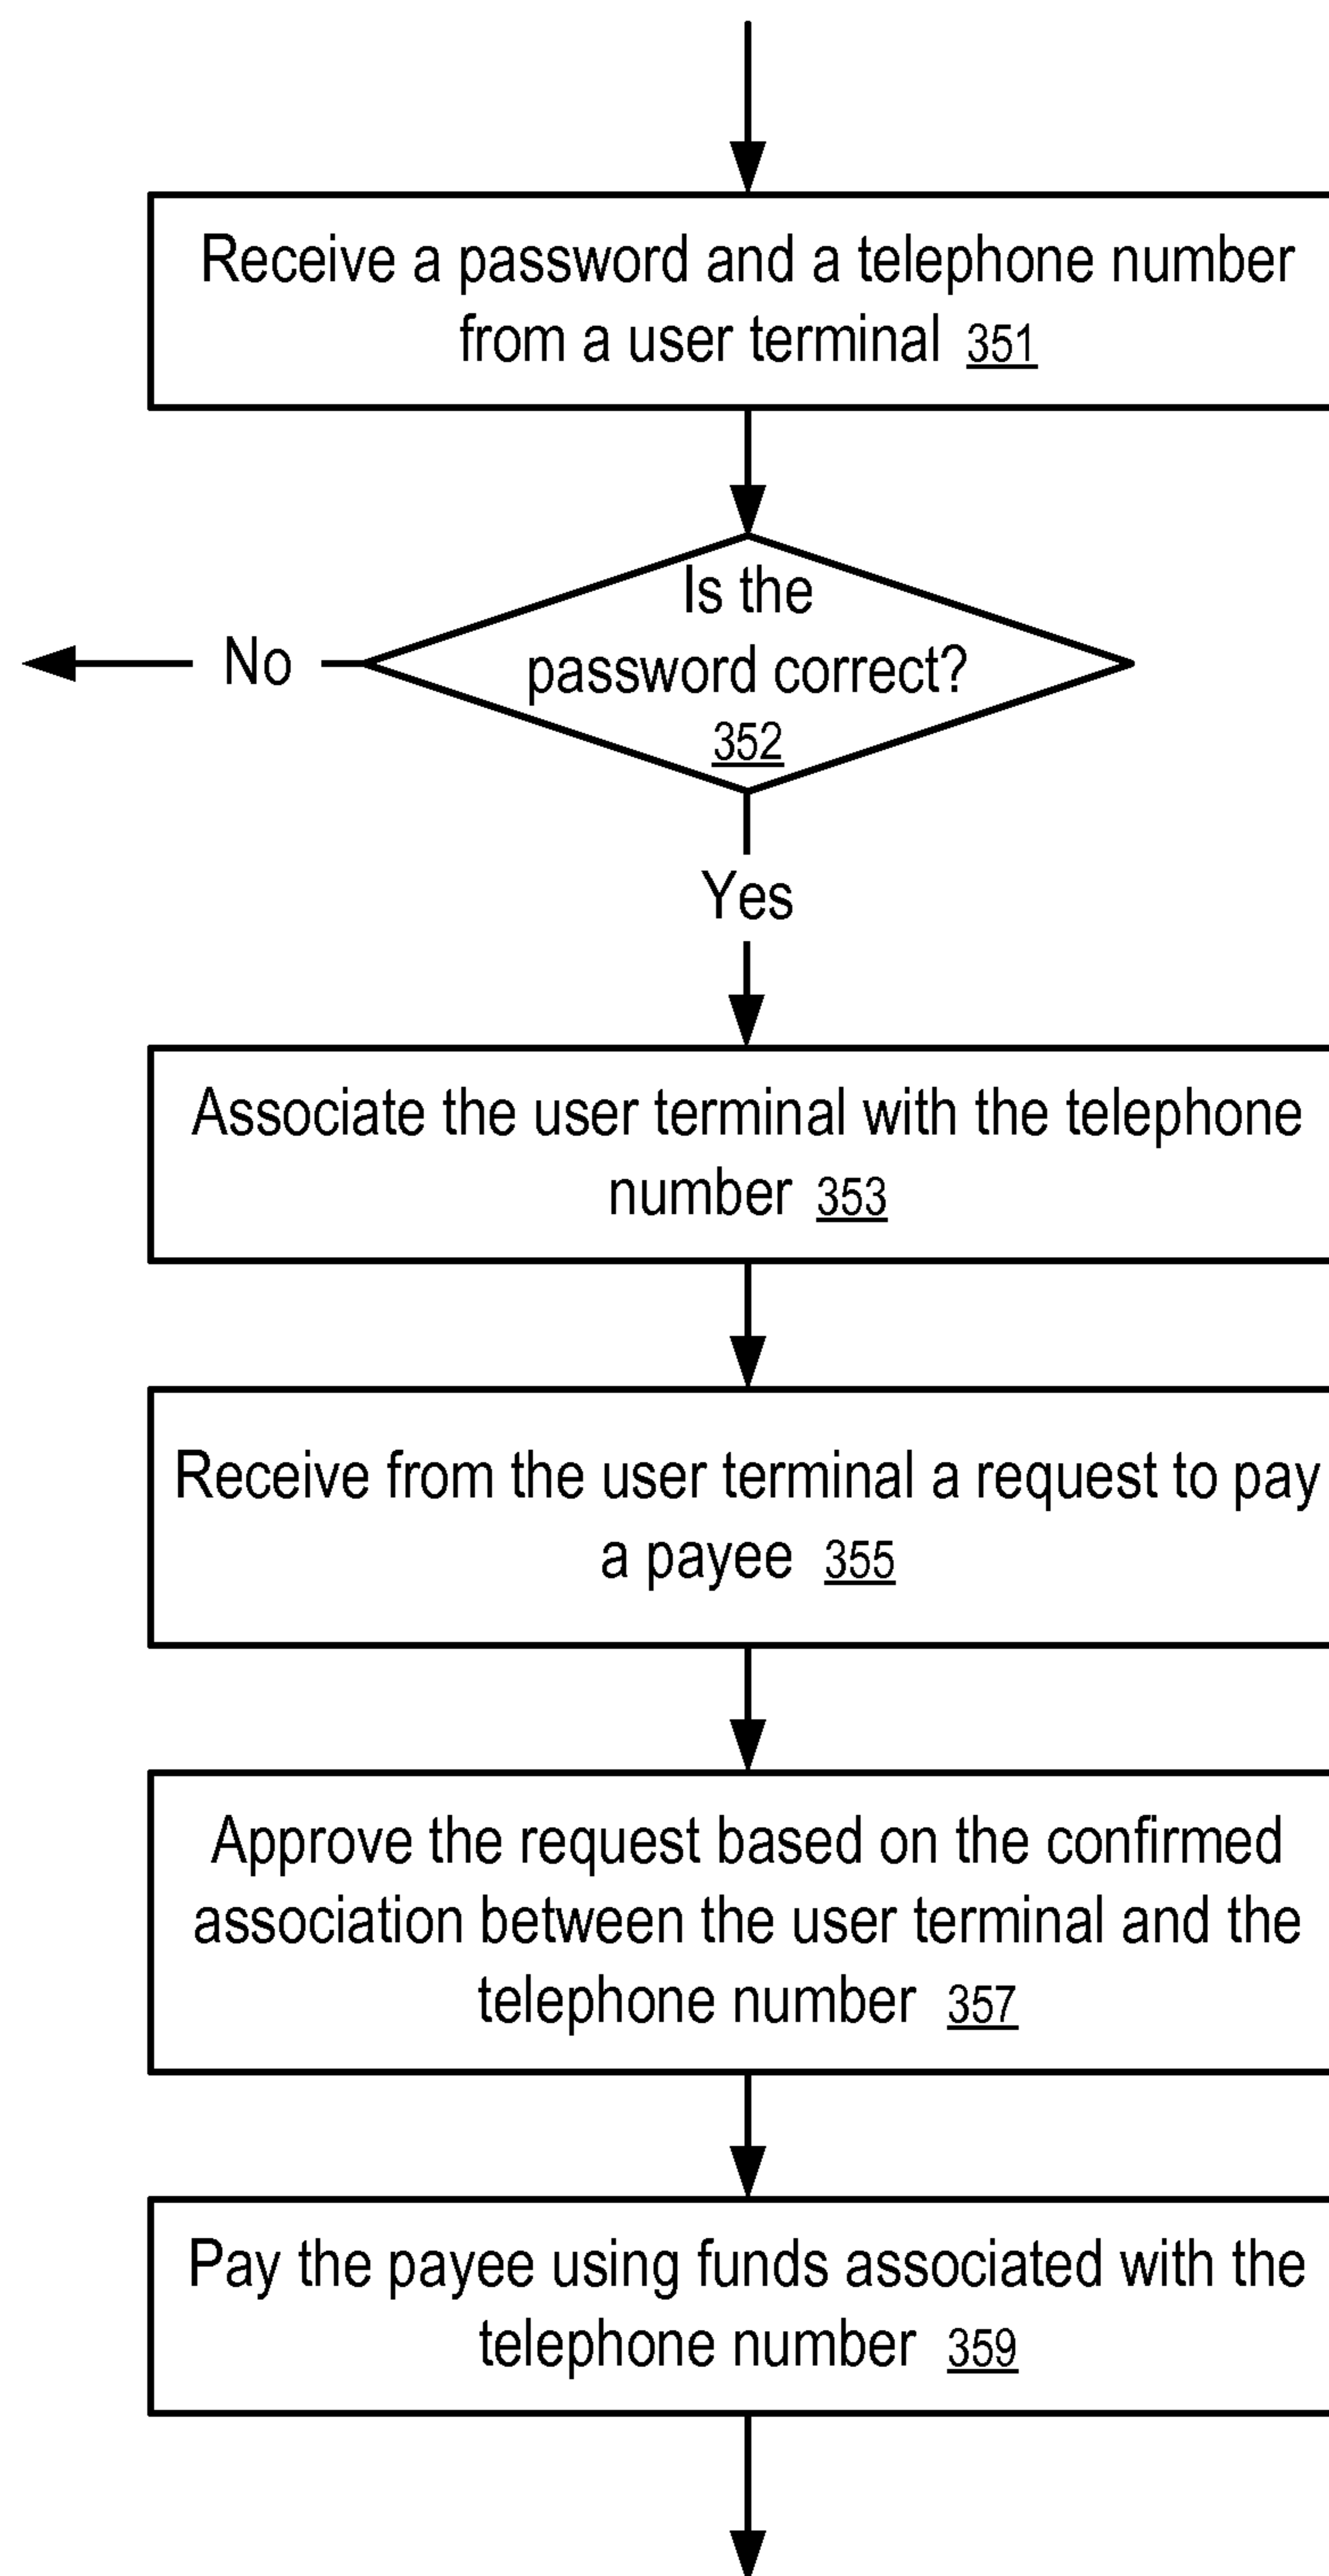 Receive a password and a telephone number
from a user terminal 351
Is the
password correct?
352
No
Yes
Associate the user terminal with the telephone
number 353
Receive from the user terminal a request to pay
a payee 355
Approve the request based on the confirmed
association between the user terminal and the
telephone number 357
Pay the payee using funds associated with the
telephone number 359